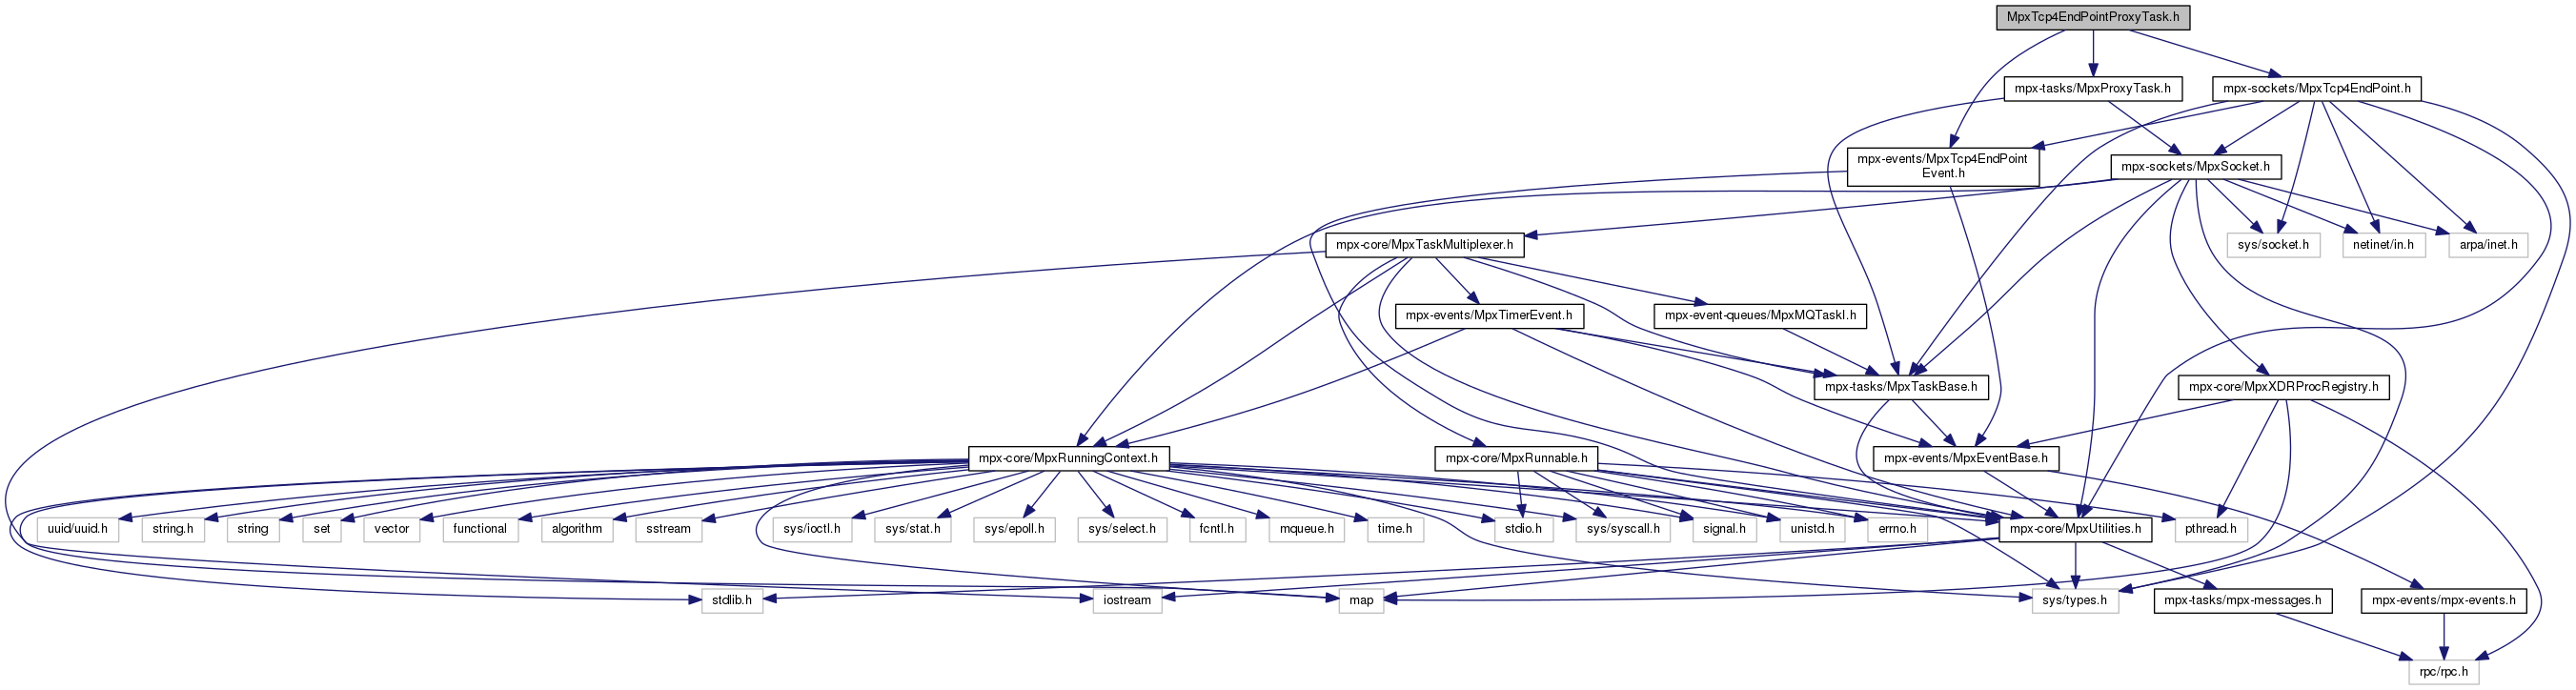 MpxTcp4EndPointProxyTask.h
mpx-tasks/MpxProxyTask.h
mpx-sockets/MpxTcp4EndPoint.h
mpx-events/MpxTcp4EndPoint
Event.h
mpx-sockets/MpxSocket.h
mpx-core/MpxTaskMultiplexer.h
sys/socket.h
netinet/in.h
arpa/inet.h
mpx-events/MpxTimerEvent.h
mpx-event-queues/MpxMQTaskI.h
mpx-tasks/MpxTaskBase.h
mpx-core/MpxXDRProcRegistry.h
mpx-core/MpxRunningContext.h
mpx-core/MpxRunnable.h
mpx-events/MpxEventBase.h
uuid/uuid.h
string.h
string
set
vector
functional
algorithm
sstream
sys/ioctl.h
sys/stat.h
sys/epoll.h
sys/select.h
fcntl.h
mqueue.h
time.h
stdio.h
sys/syscall.h
signal.h
unistd.h
errno.h
mpx-core/MpxUtilities.h
pthread.h
stdlib.h
iostream
map
sys/types.h
mpx-tasks/mpx-messages.h
mpx-events/mpx-events.h
rpc/rpc.h